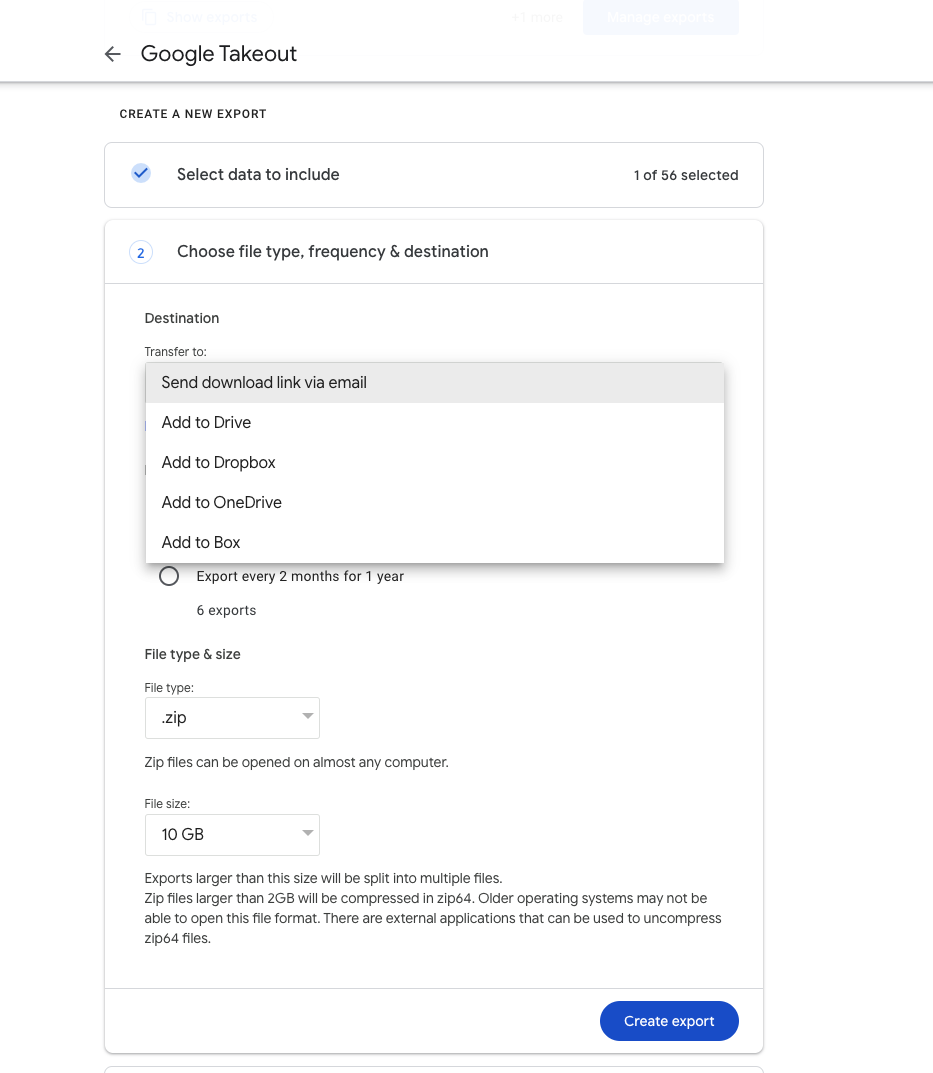 Show exports
+1 more
Manage exports
Google Takeout
CREATE A NEW EXPORT
Select data to include
1 of 56 selected
2
Choose file type, frequency & destination
Destination
Transfer to:
Send download link via email
Add to Drive
Add to Dropbox
Add to OneDrive
Add to Box
Export every 2 months for 1 year
6 exports
File type & size
File type:
.zip
Zip files can be opened on almost any computer.
File size:
10 GB
Exports larger than this size will be split into multiple files.
Zip files larger than 2GB will be compressed in zip64. Older operating systems may not be
able to open this file format. There are external applications that can be used to uncompress
zip64 files.
Create export